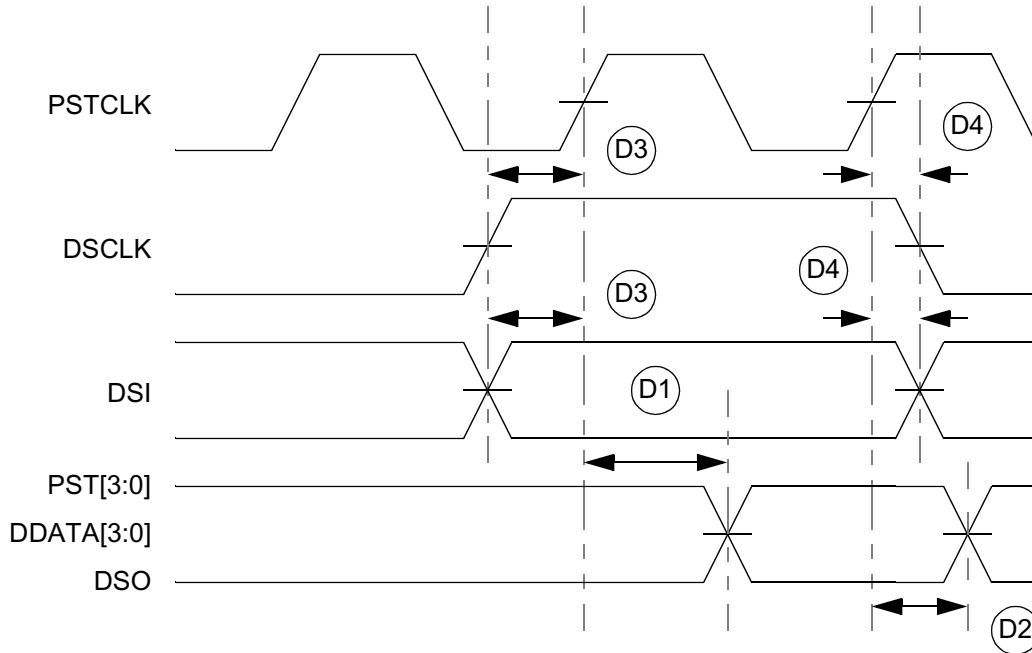 PSTCLK
D3
D4
DSCLK
D4
D3
DSI
D1
PST[3:0]
DDATA[3:0]
DSO
D2